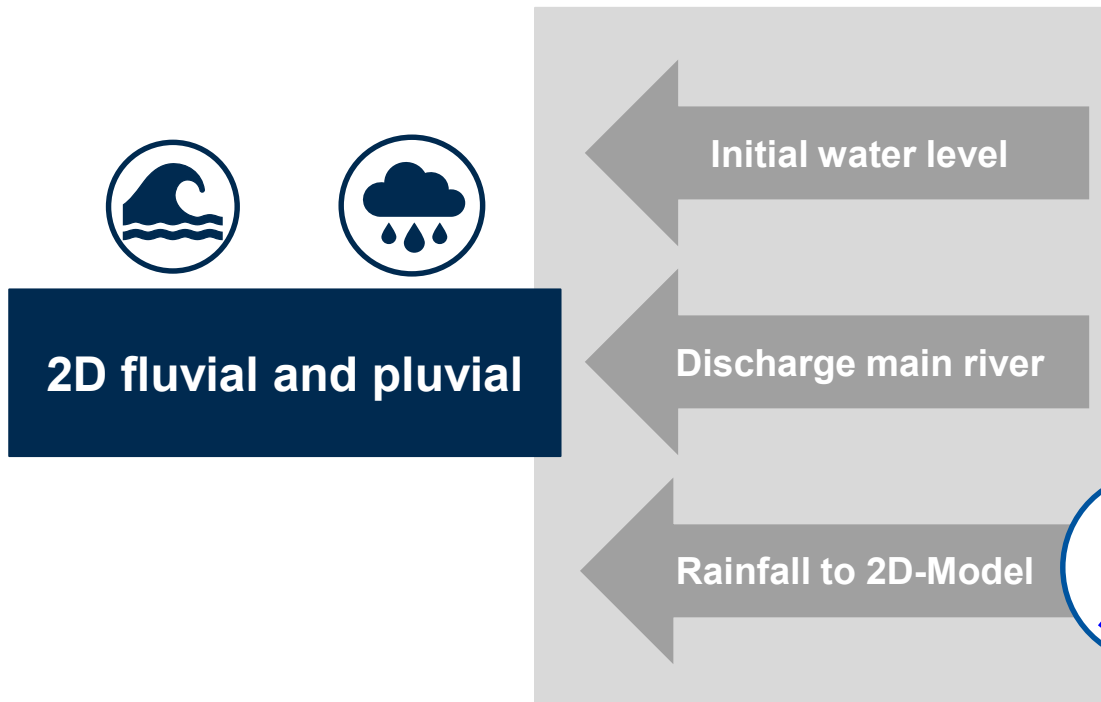 Initial water level
2D fluvial and pluvial
Discharge main river
Rainfall to 2D-Model